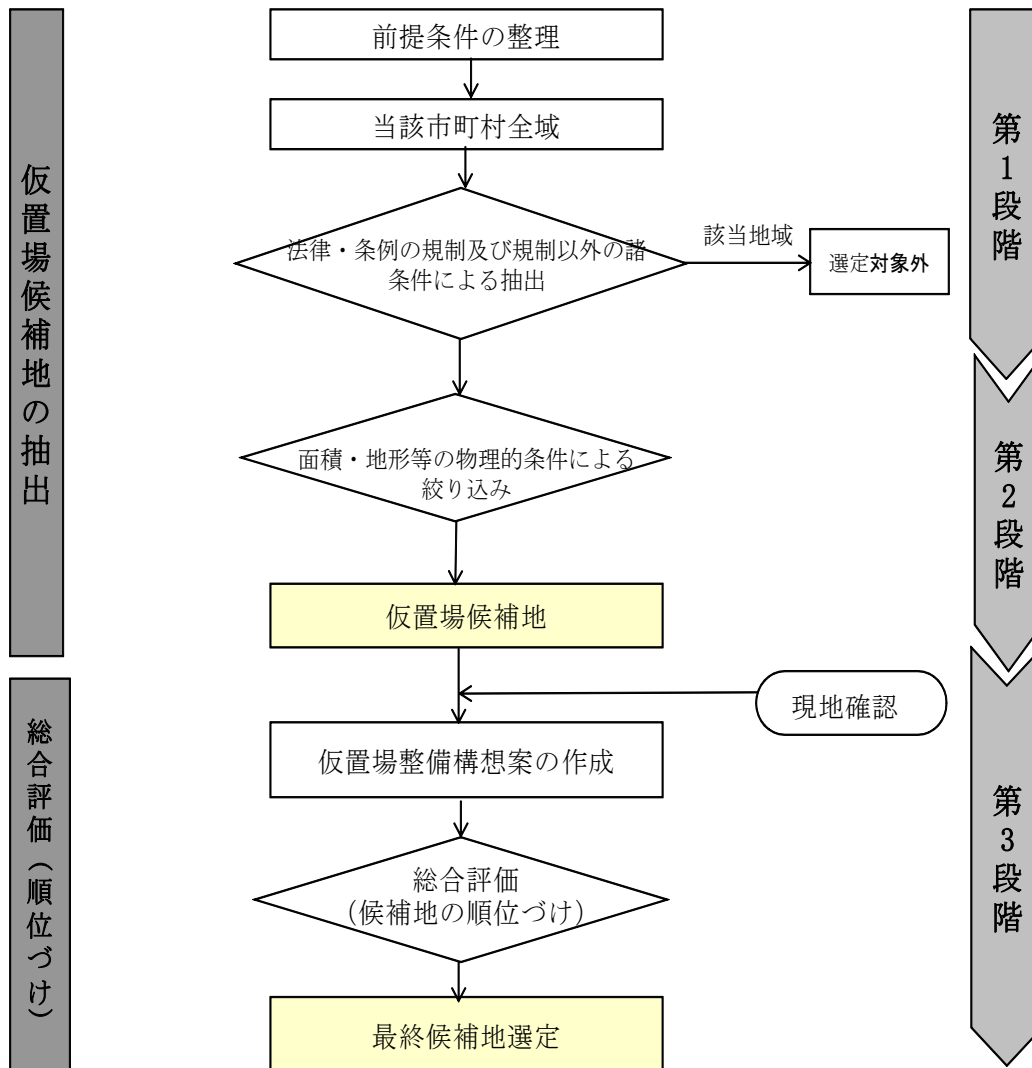 前提条件の整理
当該市町村全域
法律・条例の規制及び規制以外の諸
条件による抽出
該当地域
選定対象外
面積・地形等の物理的条件による
絞り込み
仮置場候補地
現地確認
仮置場整備構想案の作成
総合評価
(候補地の順位づけ)
最終候補地選定
仮置場候補地の抽出
総合評価(順位づけ)
第1段階
第2段階
第3段階